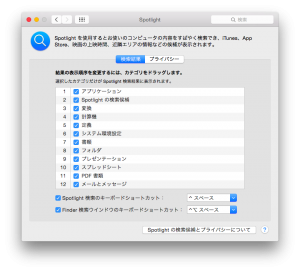 Spotlight
検索
Spotlight を使用するとお使いのコンピュータの内容をすばやく検索でき、iTunes、App
Store、映画の上映時間、近隣エリアの情報などの候補が表示されます。
検索結果 プライバシー
結果の表示順序を変更するには、カテゴリをドラッグします。
選択したカテゴリだけが Spotlight 検索結果に表示されます。
1 アプリケーション
2 Spotlight の検索候補
3 変換
4 計算機
5 定義
6 システム環境設定
7 書類
8 フォルダ
9 プレゼンテーション
10 スプレッドシート
11 PDF 書類
12 メールとメッセージ
Spotlight 検索のキーボードショートカット： ^ スペース
Finder 検索ウインドウのキーボードショートカット： ^⌥ スペース
Spotlight の検索候補とプライバシーについて ?